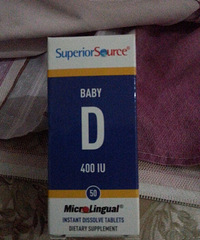 SuperiorSource®
BABY
D
400 IU
50
MicroLingual®
INSTANT DISSOLVE TABLETS
DIETARY SUPPLEMENT